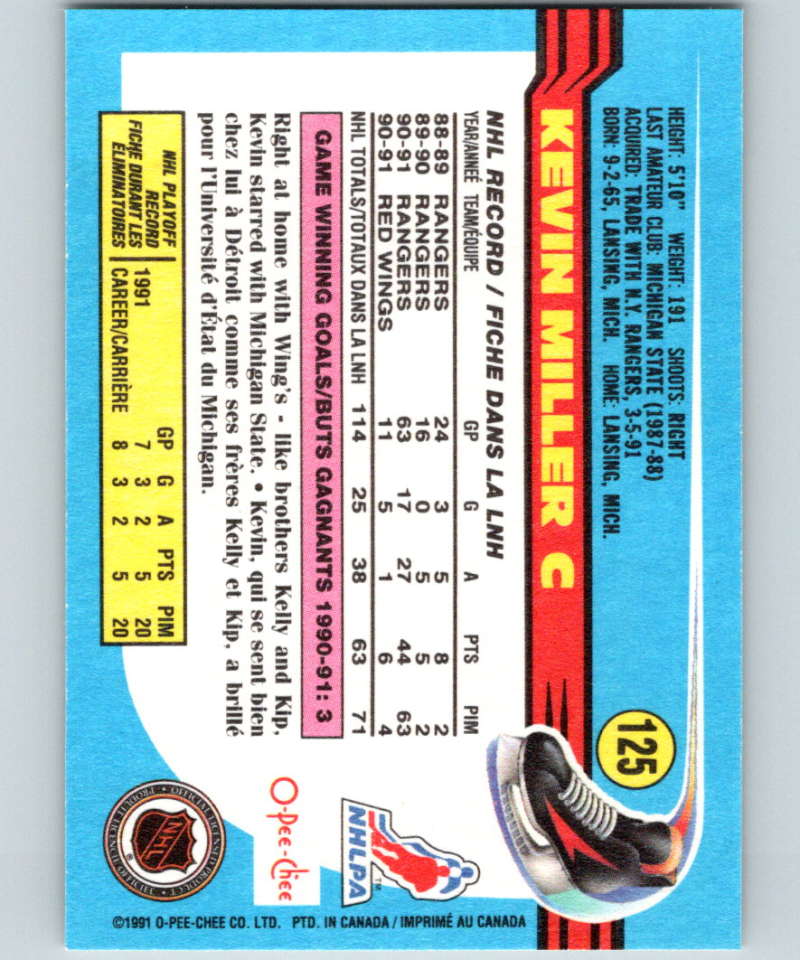 HEIGHT: 5'10" WEIGHT: 191 SHOOTS: RIGHT
LAST AMATEUR CLUB: MICHIGAN STATE (1987-88)
ACQUIRED: TRADE WITH N.Y. RANGERS, 3-5-91
BORN: 9-2-65, LANSING, MICH. HOME: LANSING, MICH.
125
KEVIN MILLER C
NHL RECORD / FICHE DANS LA LNH
YEAR/ANNEÉ TEAM/ÉQUIPE GP G A PTS PIM
88-89 RANGERS 24 3 5 8 2
89-90 RANGERS 16 0 5 5 2
90-91 RANGERS 63 17 27 44 63
90-91 RED WINGS 11 5 1 6 4
NHL TOTALS/TOTAUX DANS LA LNH 114 25 38 63 71
GAME WINNING GOALS/BUTS GAGNANTS 1990-91: 3
Right at home with Wing's - like brothers Kelly and Kip,
Kevin starred with Michigan State. • Kevin, qui se sent bien
chez lui à Détroit comme ses frères Kelly et Kip, a brillé
pour l'Université d'État du Michigan.
NHL PLAYOFF
RECORD
FICHE DURANT LES
ÉLIMINATOIRES
GP G A PTS PIM
1991 7 3 2 5 20
CAREER/CARRIÈRE 8 3 2 5 20
NHLPA
TM
O-Pee-Chee
NHL
OFFICIAL LICENSED PRODUCT
©1991 O-PEE-CHEE CO. LTD. PTD. IN CANADA / IMPRIMÉ AU CANADA